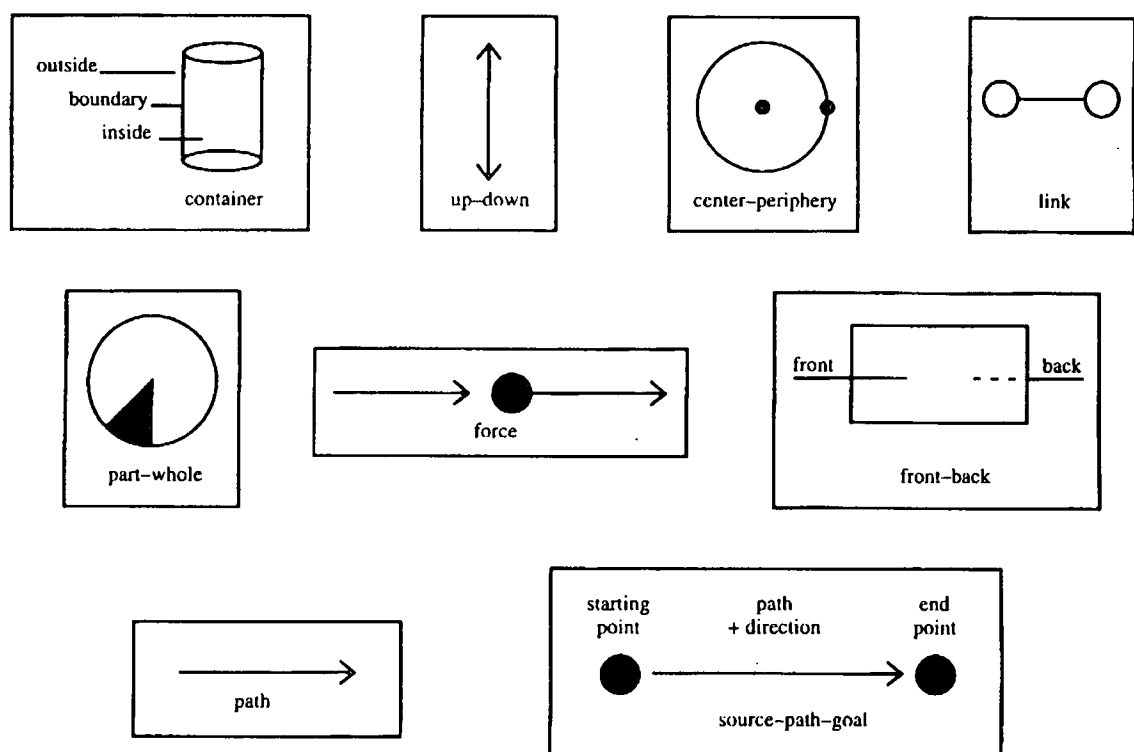 outside
boundary
inside
container
up–down
center–periphery
link
part–whole
force
front
back
front–back
path
starting
point
path
+ direction
end
point
source–path–goal